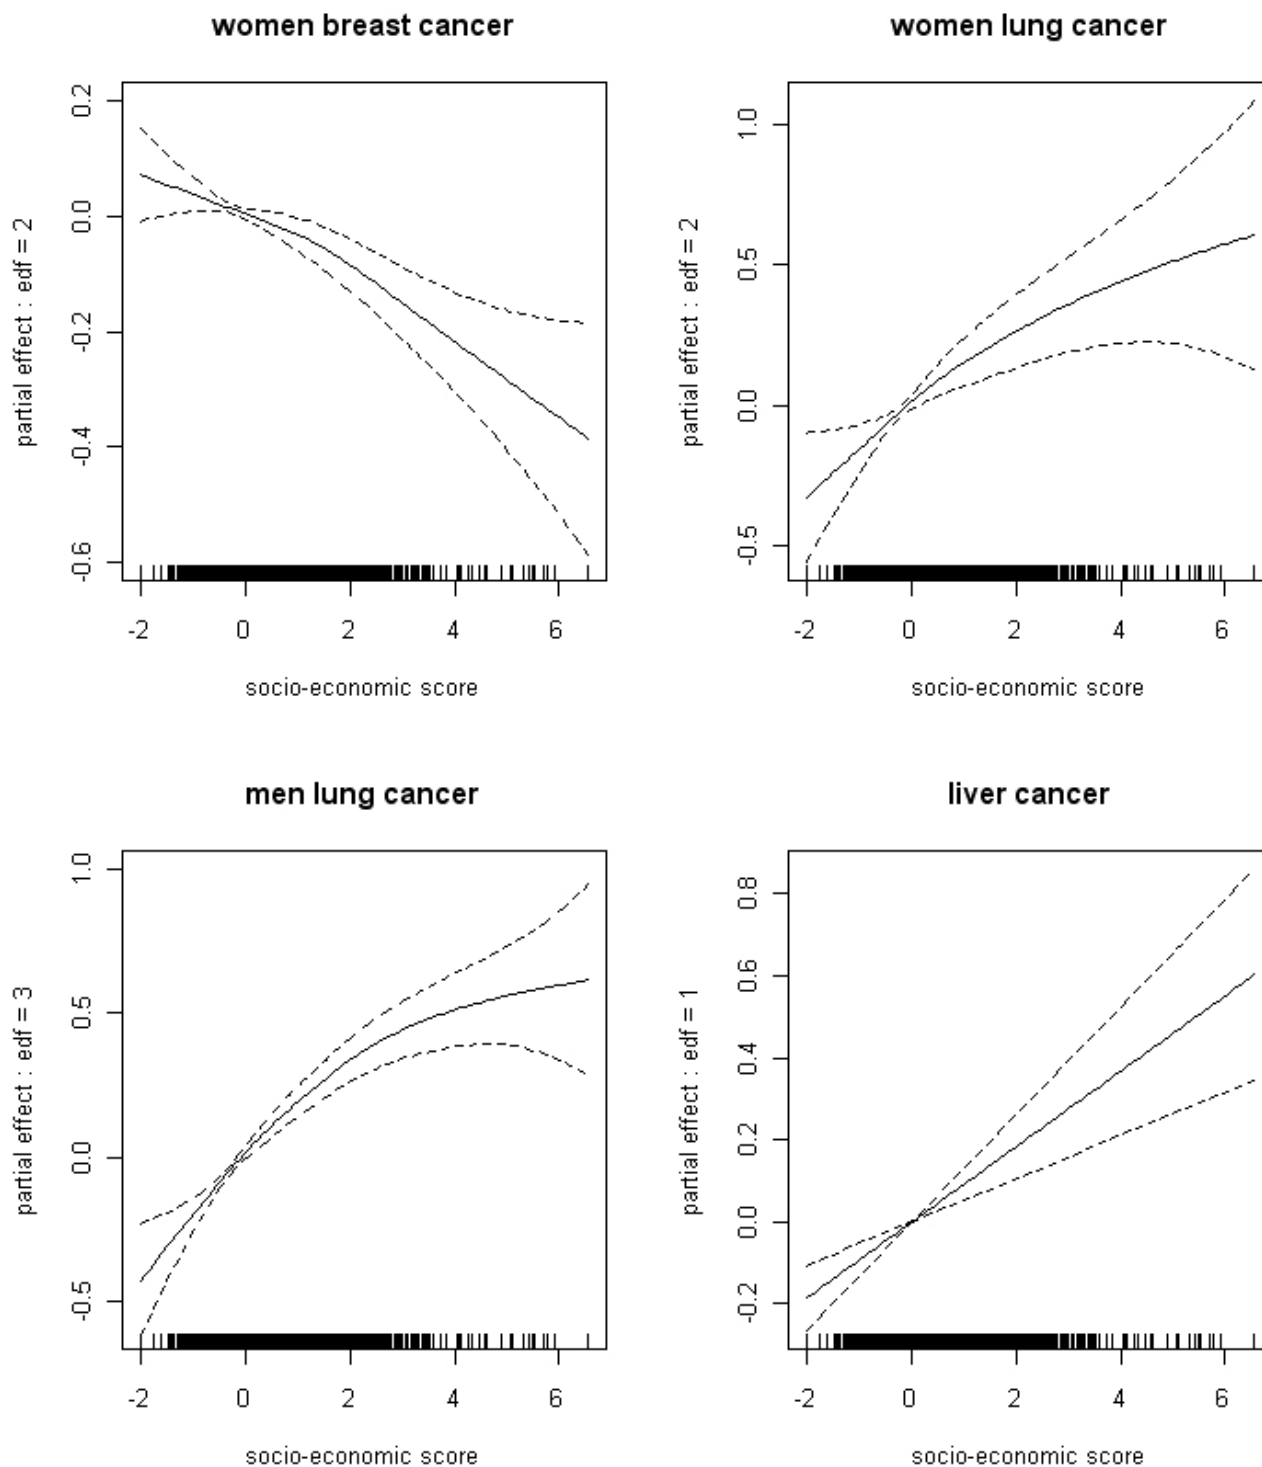 women breast cancer
partial effect : edf = 2
0.2
0.0
-0.2
-0.4
-0.6
-2 0 2 4 6
socio-economic score
women lung cancer
partial effect : edf = 2
1.0
0.5
0.0
-0.5
-2 0 2 4 6
socio-economic score
men lung cancer
partial effect : edf = 3
1.0
0.5
0.0
-0.5
-2 0 2 4 6
socio-economic score
liver cancer
partial effect : edf = 1
0.8
0.6
0.4
0.2
0.0
-0.2
-2 0 2 4 6
socio-economic score